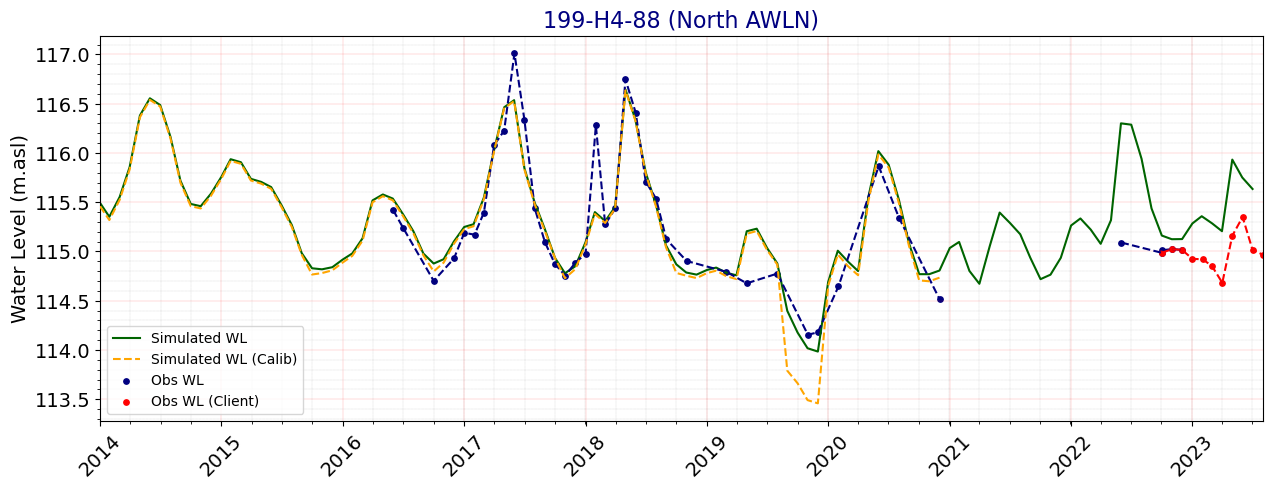 199-H4-88 (North AWLN)
Water Level (m.asl)
117.0
116.5
116.0
115.5
115.0
114.5
114.0
113.5
Simulated WL
Simulated WL (Calib)
Obs WL
Obs WL (Client)
2014 2015 2016 2017 2018 2019 2020 2021 2022 2023